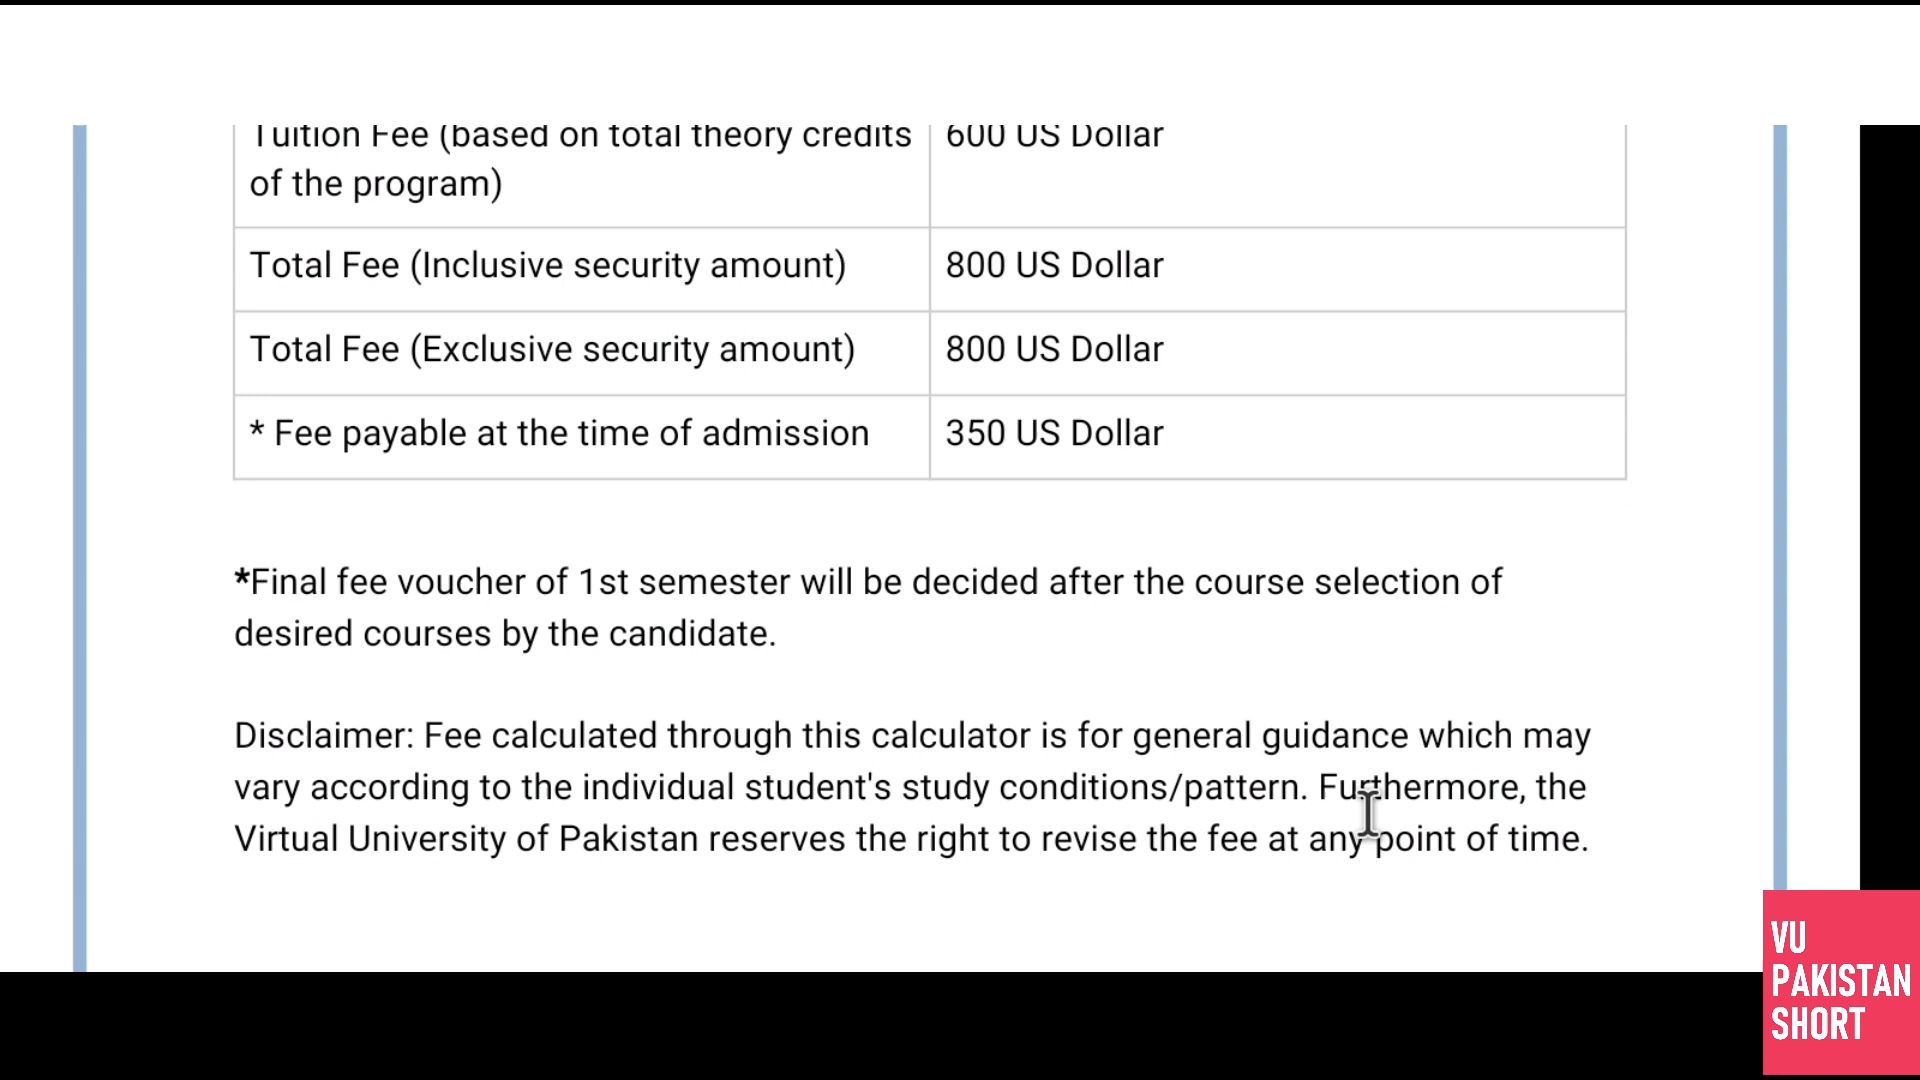 Tuition Fee (based on total theory credits
of the program)
600 US Dollar
Total Fee (Inclusive security amount)
800 US Dollar
Total Fee (Exclusive security amount)
800 US Dollar
* Fee payable at the time of admission
350 US Dollar
*Final fee voucher of 1st semester will be decided after the course selection of
desired courses by the candidate.
Disclaimer: Fee calculated through this calculator is for general guidance which may
vary according to the individual student's study conditions/pattern. Furthermore, the
Virtual University of Pakistan reserves the right to revise the fee at any point of time.
VU
PAKISTAN
SHORT